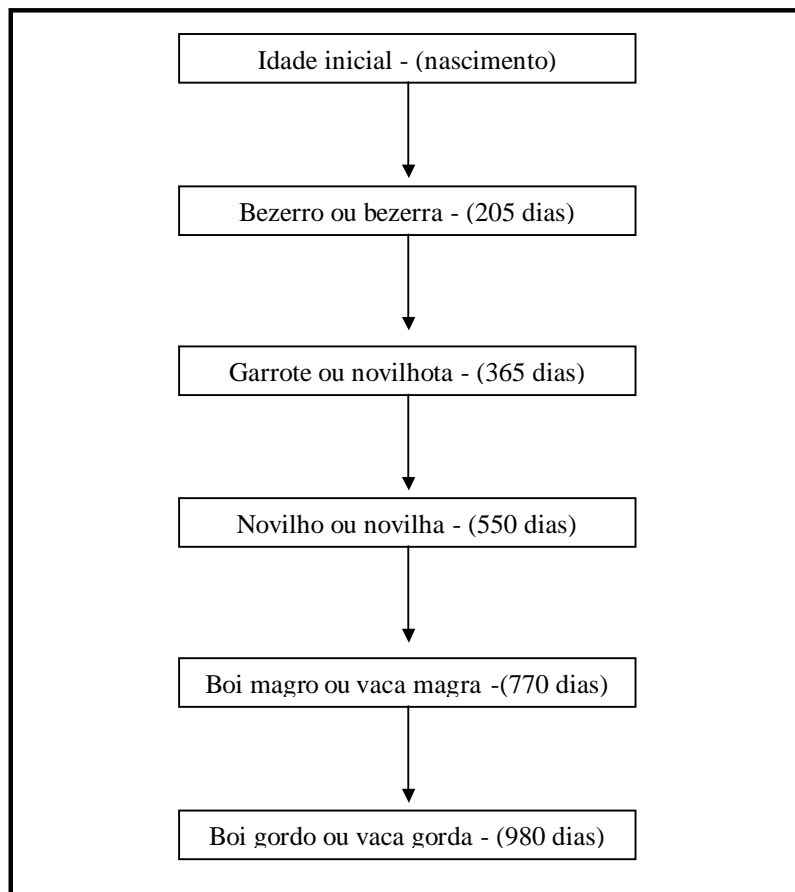 Idade inicial - (nascimento)
Bezerro ou bezerra - (205 dias)
Garrote ou novilhota - (365 dias)
Novilho ou novilha - (550 dias)
Boi magro ou vaca magra -(770 dias)
Boi gordo ou vaca gorda - (980 dias)